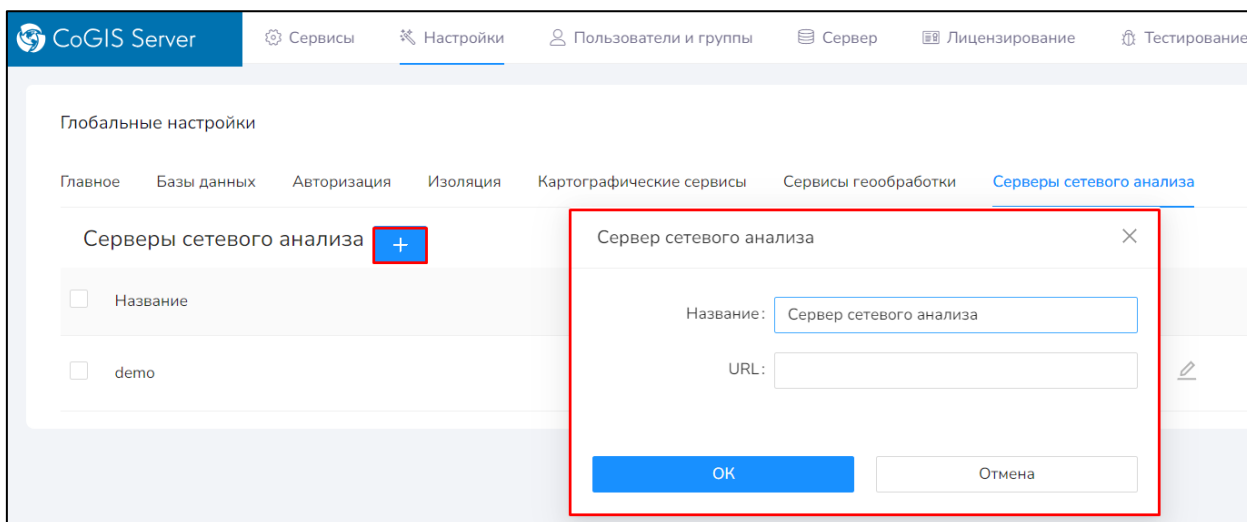 CoGIS Server Сервисы Настройки Пользователи и группы Сервер Лицензирование Тестирование
Глобальные настройки
Главное Базы данных Авторизация Изоляция Картографические сервисы Сервисы геообработки Серверы сетевого анализа
Серверы сетевого анализа +
Название
demo
Сервер сетевого анализа
Название: Сервер сетевого анализа
URL:
ОК Отмена